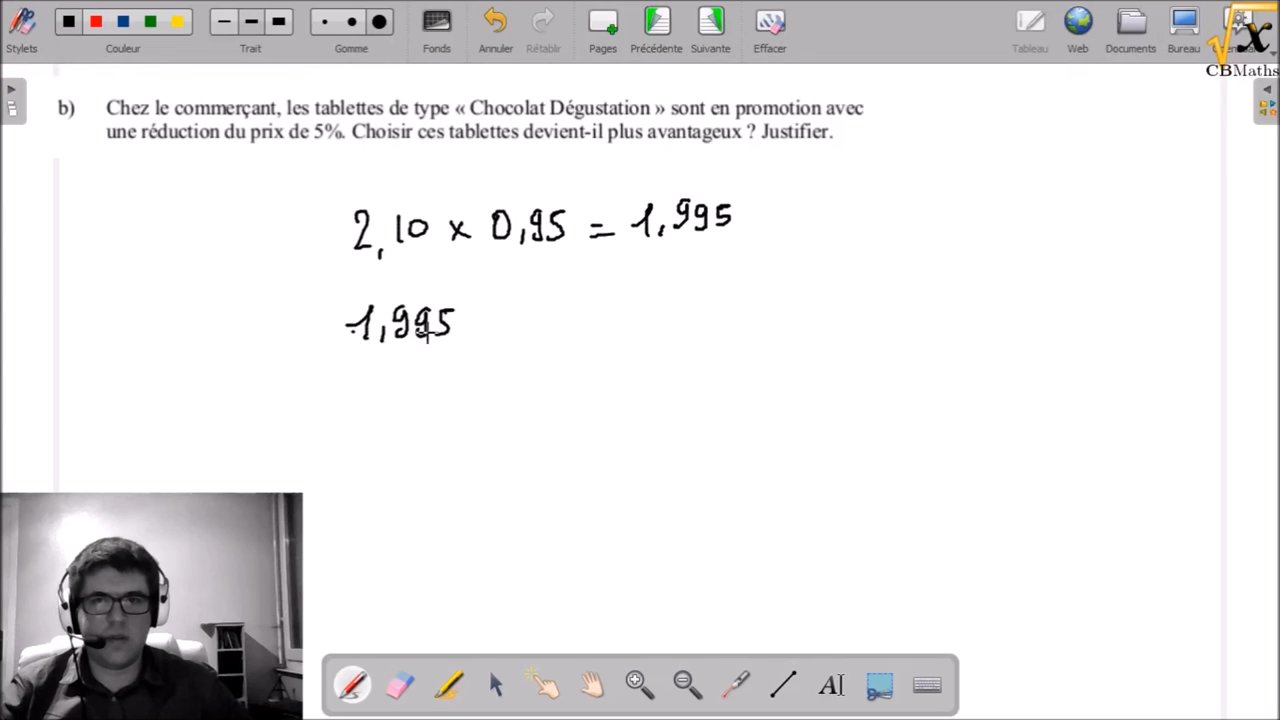 Stylets
Couleur
Trait
Gomme
Fonds
Annuler
Rétablir
Pages
Précédente
Suivante
Effacer
Tableau
Web
Documents
Bureau
CBMaths
b) Chez le commerçant, les tablettes de type « Chocolat Dégustation » sont en promotion avec
une réduction du prix de 5%. Choisir ces tablettes devient-il plus avantageux ? Justifier.
2,10 x 0,95 = 1,995
1,995
AI